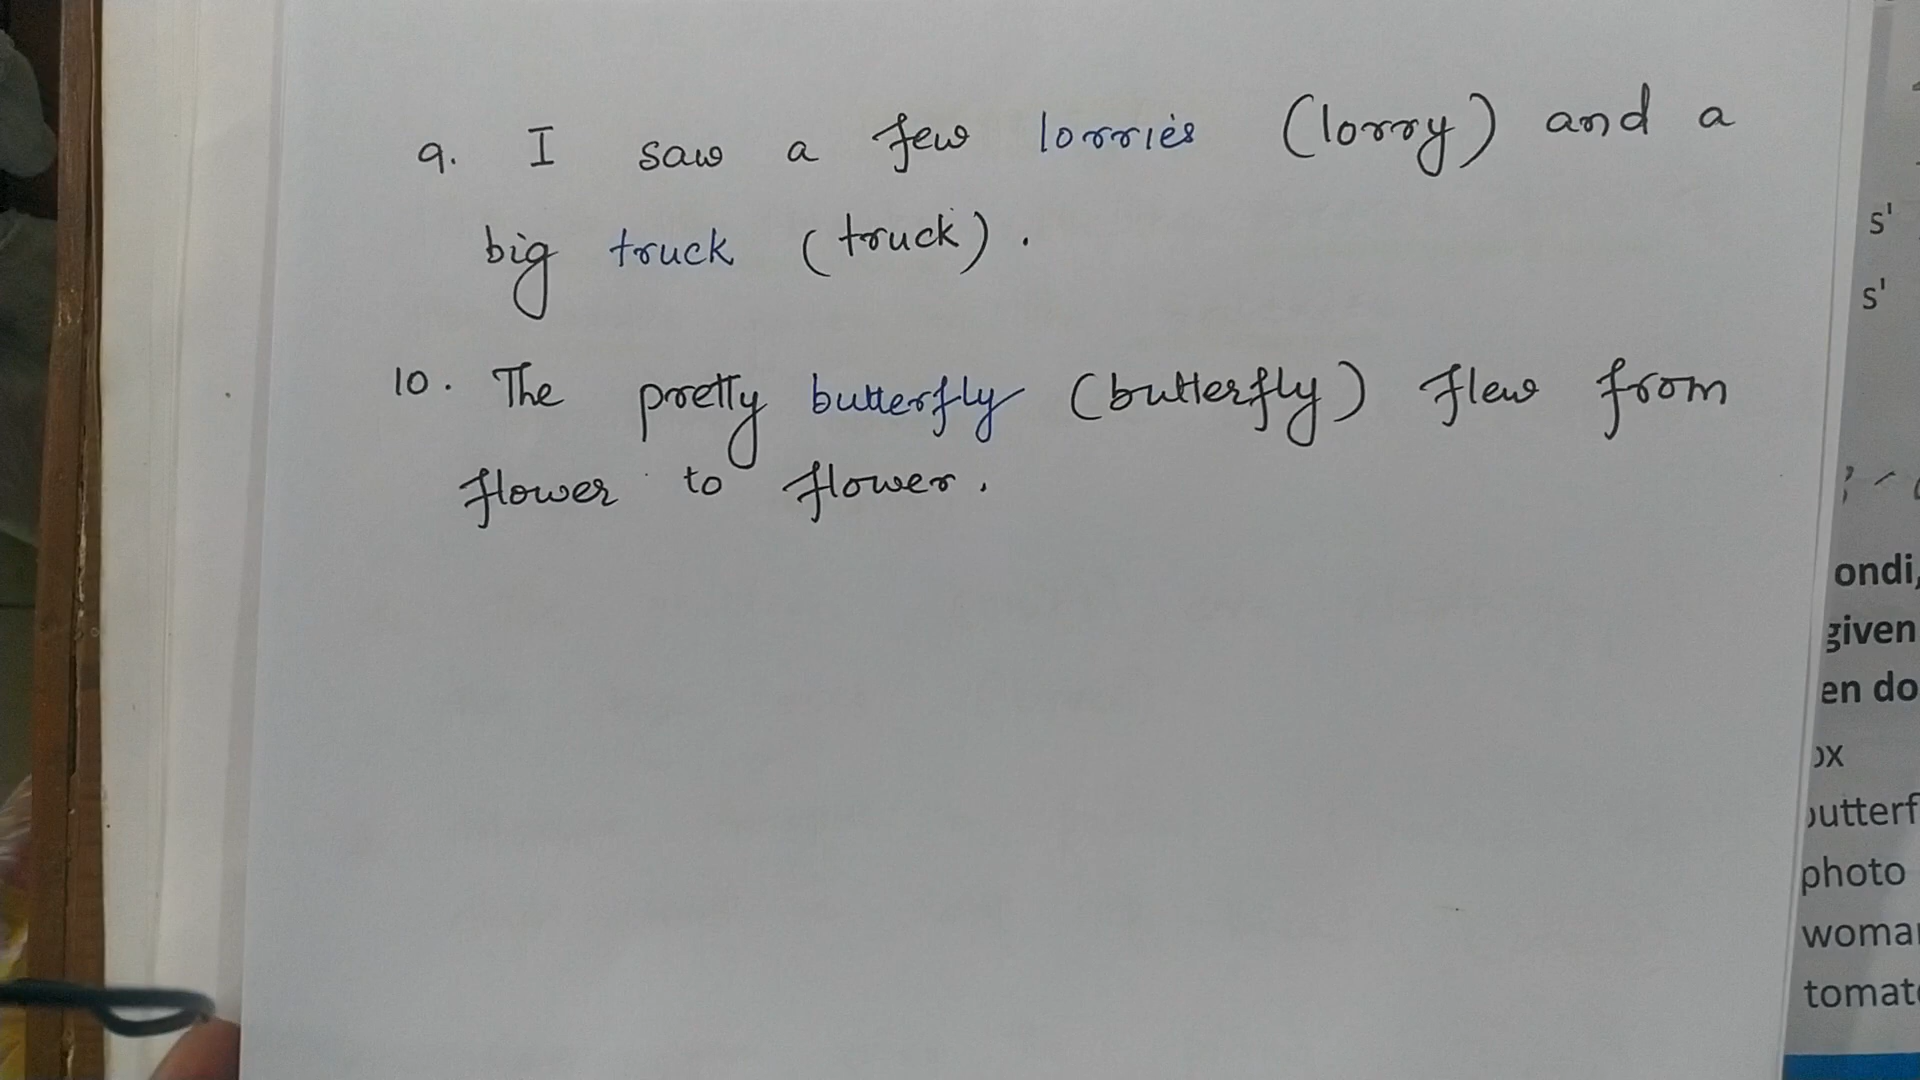 9. I saw a few lorries (lorry) and a
big truck (truck).
10. The pretty butterfly (butterfly) flew from
flower to flower.
s'
s'
ondi,
given
en do
ox
butterf
photo
woma
tomat